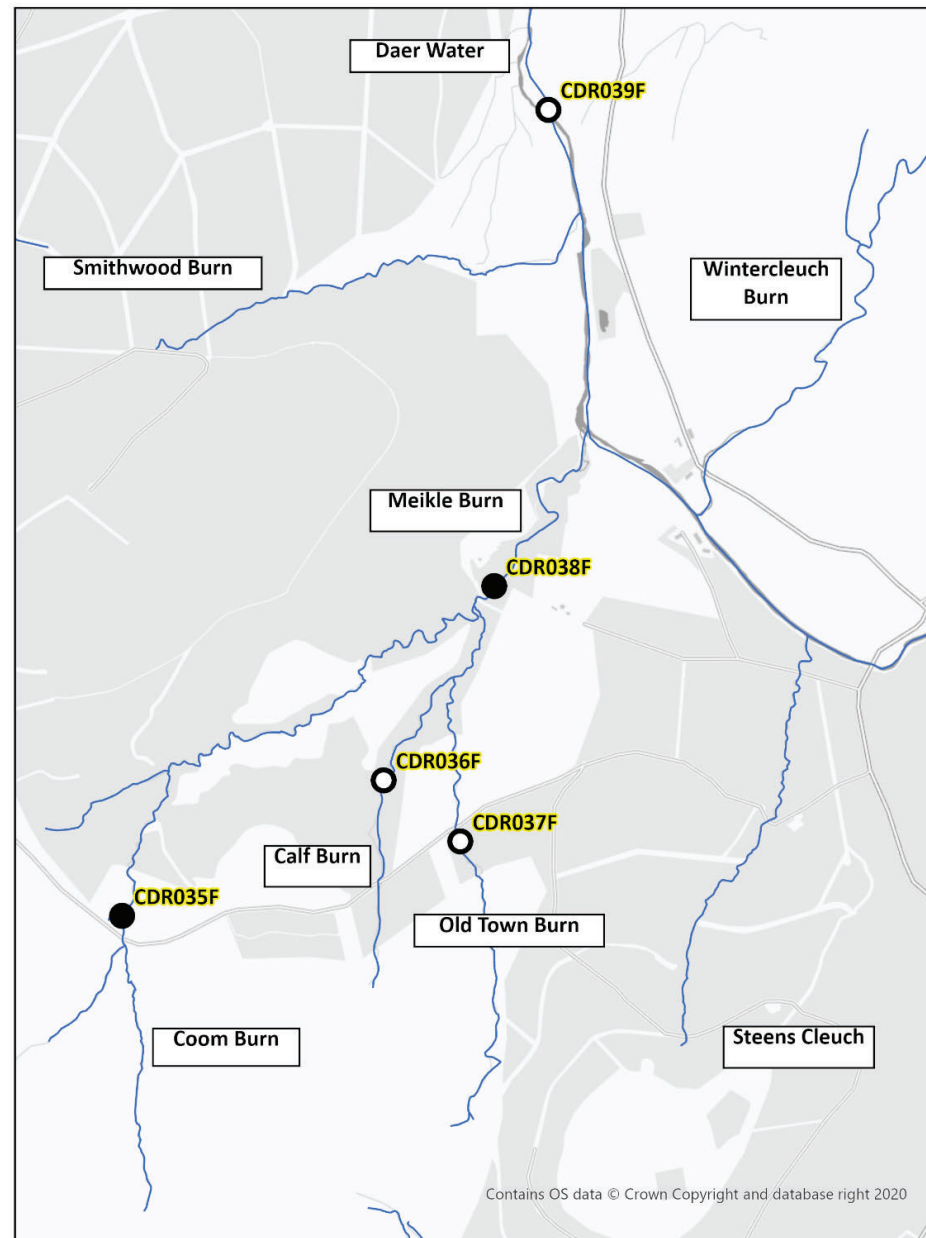 Daer Water
CDR039F
Smithwood Burn
Wintercleuch
Burn
Meikle Burn
CDR038F
CDR036F
CDR037F
Calf Burn
CDR035F
Old Town Burn
Coom Burn
Steens Cleuch
Contains OS data © Crown Copyright and database right 2020